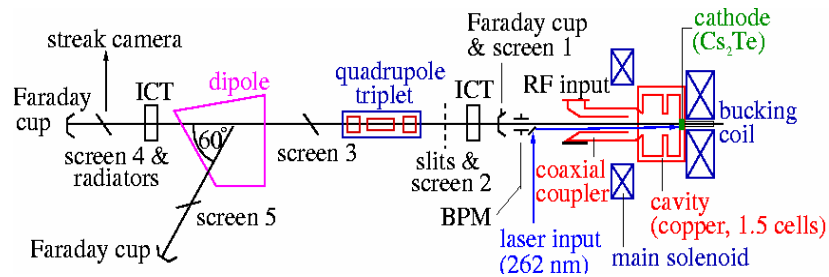 streak camera
Faraday
cup
ICT
dipole
60°
screen 4 &
radiators
screen 5
Faraday cup
screen 3
quadrupole
triplet
slits &
screen 2
ICT
Faraday cup
& screen 1
BPM
RF input
coaxial
coupler
laser input
(262 nm)
main solenoid
cathode
(Cs2Te)
bucking
coil
cavity
(copper, 1.5 cells)